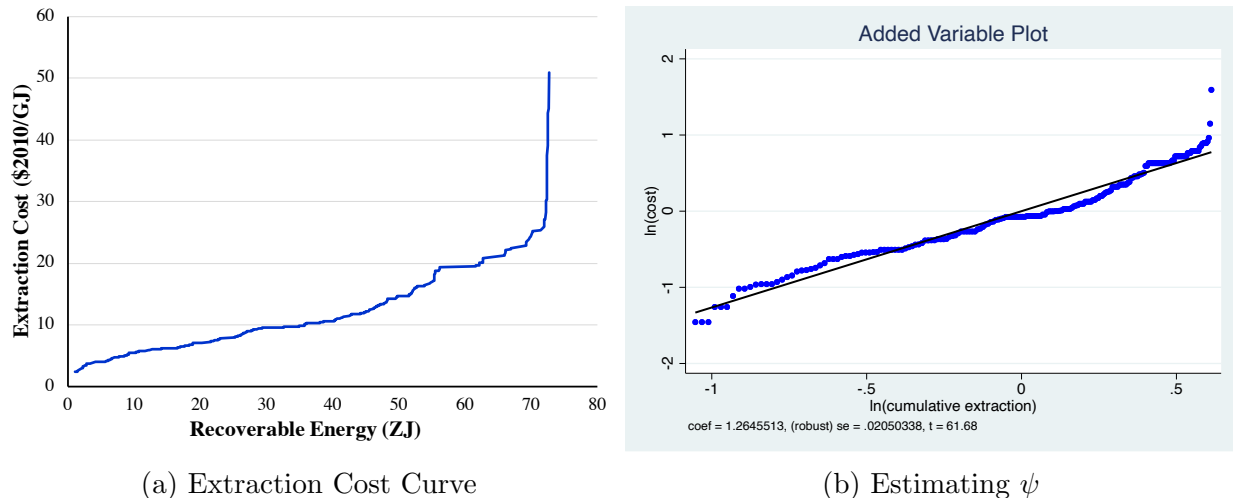 60
50
40
30
20
10
0
Extraction Cost ($2010/GJ)
0 10 20 30 40 50 60 70 80
Recoverable Energy (ZJ)
(a) Extraction Cost Curve
Added Variable Plot
2
1
0
-1
-2
ln(cost)
-1 -.5 0 .5
ln(cumulative extraction)
coef = 1.2645513, (robust) se = .02050338, t = 61.68
(b) Estimating ψ